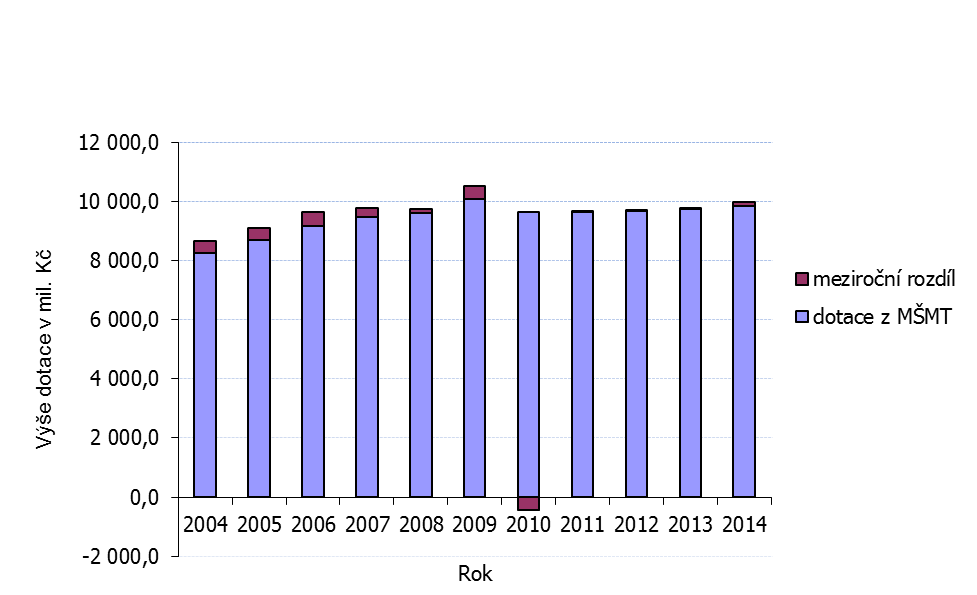 12 000,0
10 000,0
8 000,0
6 000,0
4 000,0
2 000,0
0,0
-2 000,0
Výše dotace v mil. Kč
2004 2005 2006 2007 2008 2009 2010 2011 2012 2013 2014
Rok
meziroční rozdíl
dotace z MŠMT